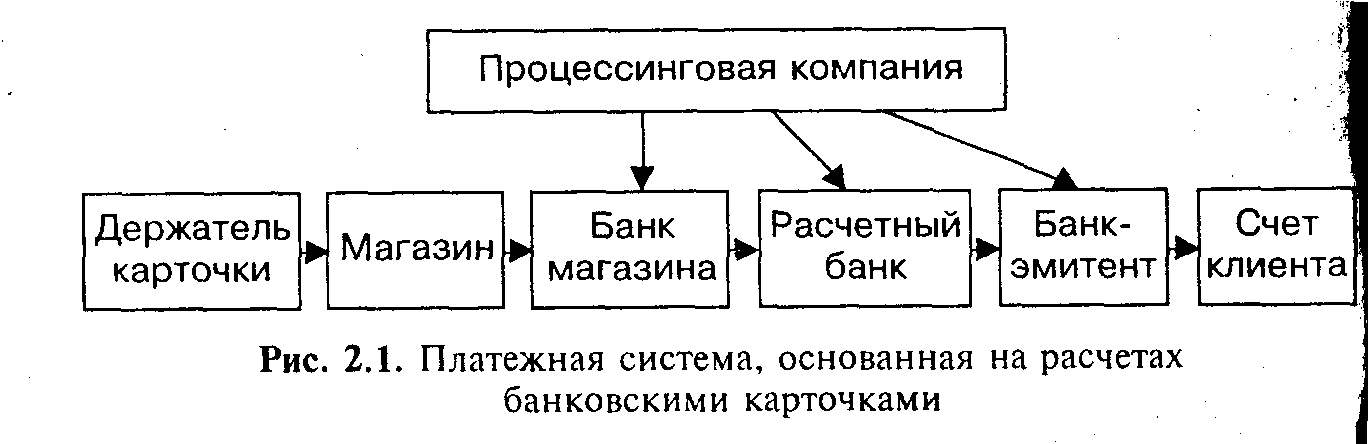 Процессинговая компания
Держатель
карточки
Магазин
Банк
магазина
Расчетный
банк
Банк-
эмитент
Счет
клиента
Рис. 2.1. Платежная система, основанная на расчетах
банковскими карточками